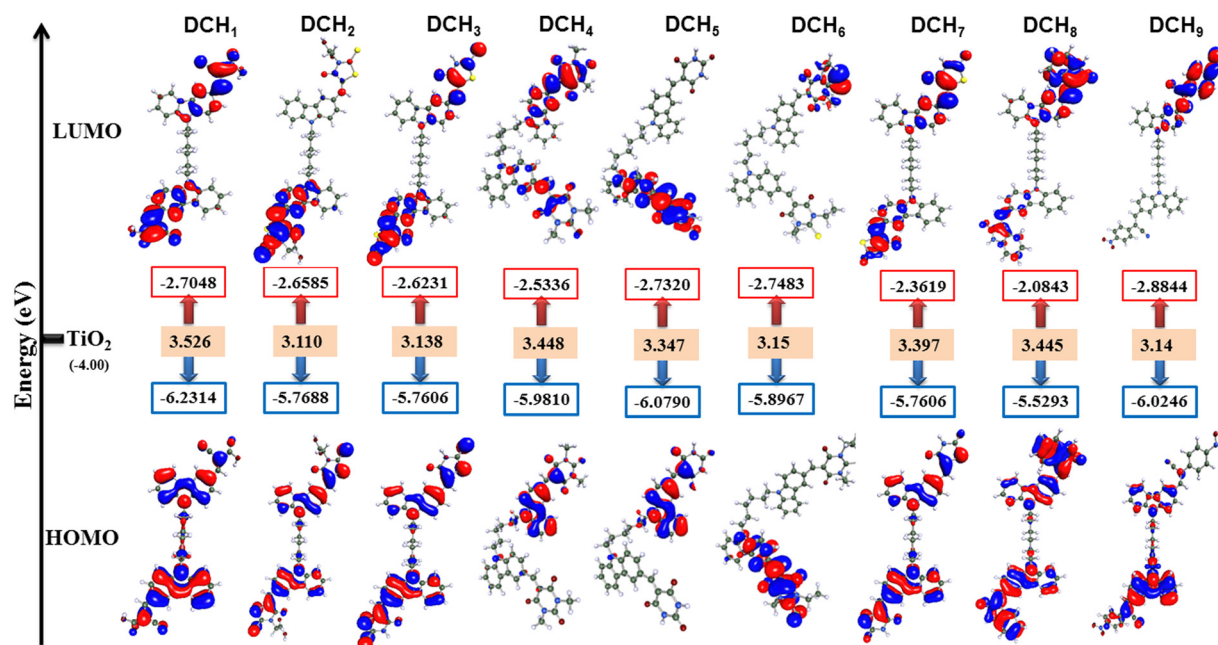 DCH₁ DCH₂ DCH₃ DCH₄ DCH₅ DCH₆ DCH₇ DCH₈ DCH₉
LUMO
-2.7048 -2.6585 -2.6231 -2.5336 -2.7320 -2.7483 -2.3619 -2.0843 -2.8844
Energy (eV)
TiO₂ 3.526 3.110 3.138 3.448 3.347 3.15 3.397 3.445 3.14
(-4.00)
-6.2314 -5.7688 -5.7606 -5.9810 -6.0790 -5.8967 -5.7606 -5.5293 -6.0246
HOMO